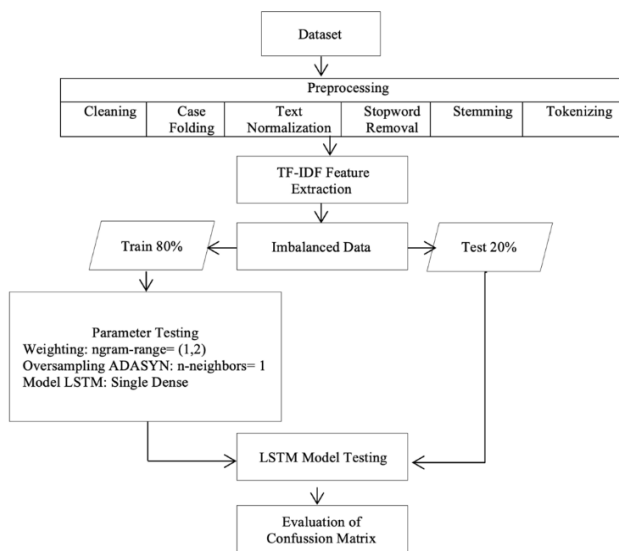 Dataset
Preprocessing
Cleaning
Case
Folding
Text
Normalization
Stopword
Removal
Stemming
Tokenizing
TF-IDF Feature
Extraction
Train 80%
Imbalanced Data
Test 20%
Parameter Testing
Weighting: ngram-range= (1,2)
Oversampling ADASYN: n-neighbors= 1
Model LSTM: Single Dense
LSTM Model Testing
Evaluation of
Confussion Matrix